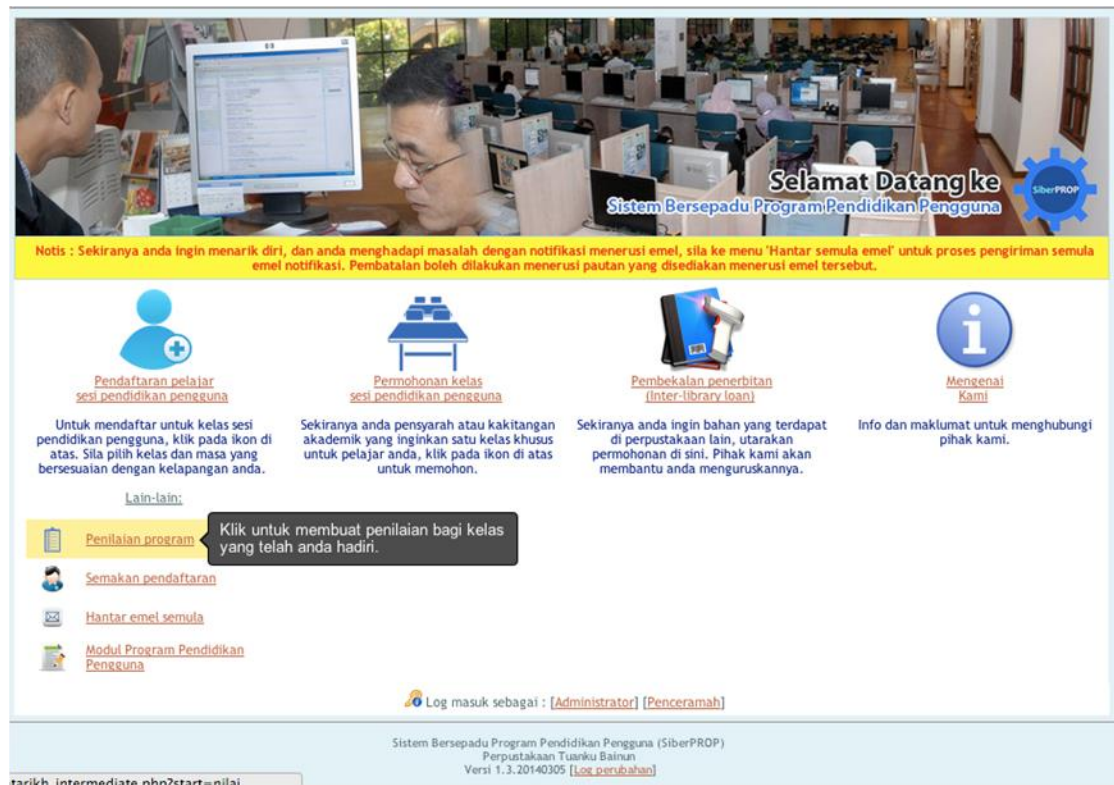 Selamat Datang ke
Sistem Bersepadu Program Pendidikan Pengguna
SiberPROP
Notis : Sekiranya anda ingin menarik diri, dan anda menghadapi masalah dengan notifikasi menerusi emel, sila ke menu 'Hantar semula emel' untuk proses pengiriman semula
emel notifikasi. Pembatalan boleh dilakukan menerusi pautan yang disediakan menerusi emel tersebut.
Pendaftaran pelajar
sesi pendidikan pengguna
Untuk mendaftar untuk kelas sesi
pendidikan pengguna, klik pada ikon di
atas. Sila pilih kelas dan masa yang
bersesuaian dengan kelapangan anda.
Permohonan kelas
sesi pendidikan pengguna
Sekiranya anda pensyarah atau kakitangan
akademik yang inginkan satu kelas khusus
untuk pelajar anda, klik pada ikon di atas
untuk memohon.
Pembekalan penerbitan
(Inter-library loan)
Sekiranya anda ingin bahan yang terdapat
di perpustakaan lain, utarakan
permohonan di sini. Pihak kami akan
membantu anda menguruskannya.
Mengenai
Kami
Info dan maklumat untuk menghubungi
pihak kami.
Lain-lain:
Penilaian program
Klik untuk membuat penilaian bagi kelas
yang telah anda hadiri.
Semakan pendaftaran
Hantar emel semula
Modul Program Pendidikan
Pengguna
Log masuk sebagai : [Administrator] [Penceramah]
Sistem Bersepadu Program Pendidikan Pengguna (SiberPROP)
Perpustakaan Tuanku Bainun
Versi 1.3.20140305 [Log perubahan]
tarikh_intermediate.php?start=nilai